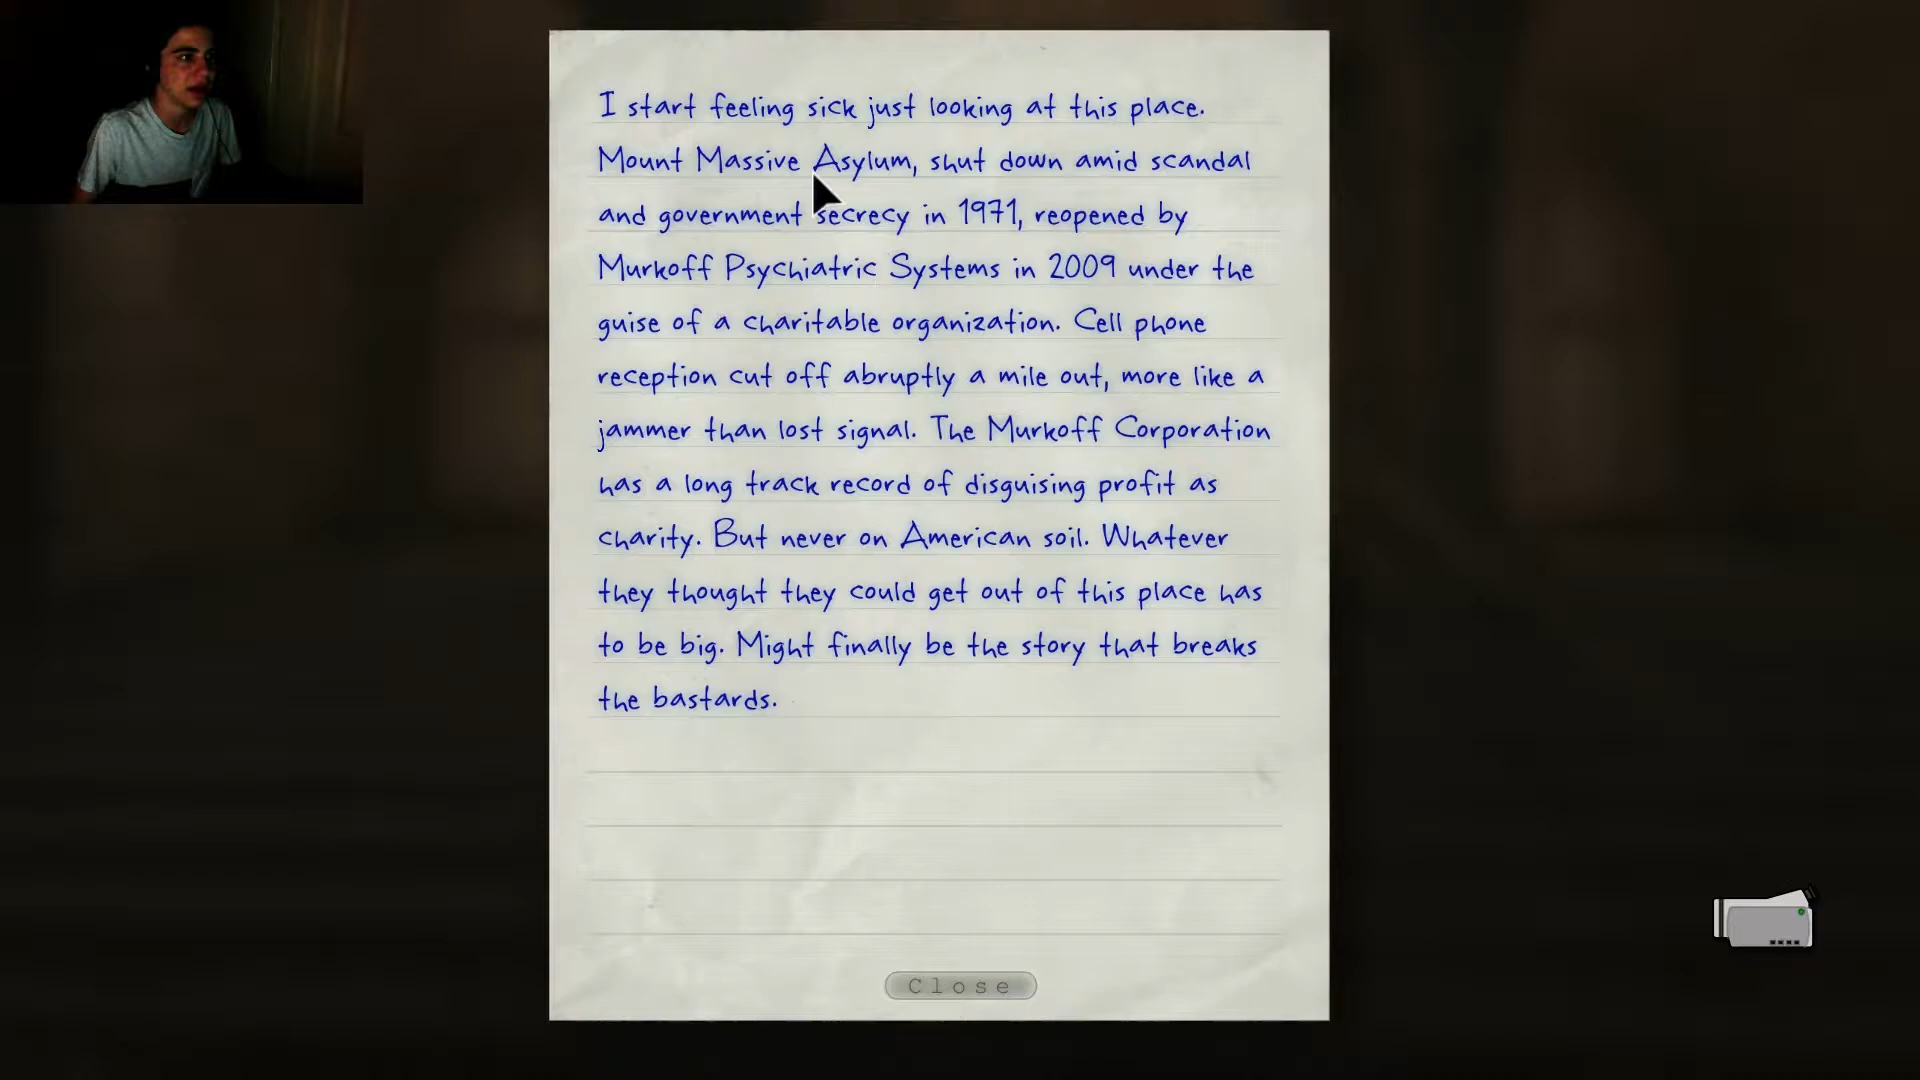 I start feeling sick just looking at this place.
Mount Massive Asylum, shut down amid scandal
and government secrecy in 1971, reopened by
Murkoff Psychiatric Systems in 2009 under the
guise of a charitable organization. Cell phone
reception cut off abruptly a mile out, more like a
jammer than lost signal. The Murkoff Corporation
has a long track record of disguising profit as
charity. But never on American soil. Whatever
they thought they could get out of this place has
to be big. Might finally be the story that breaks
the bastards.
Close